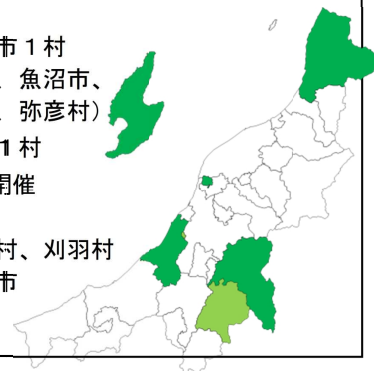 市１村
、魚沼市、
、弥彦村）
１村
開催
村、刈羽村
市